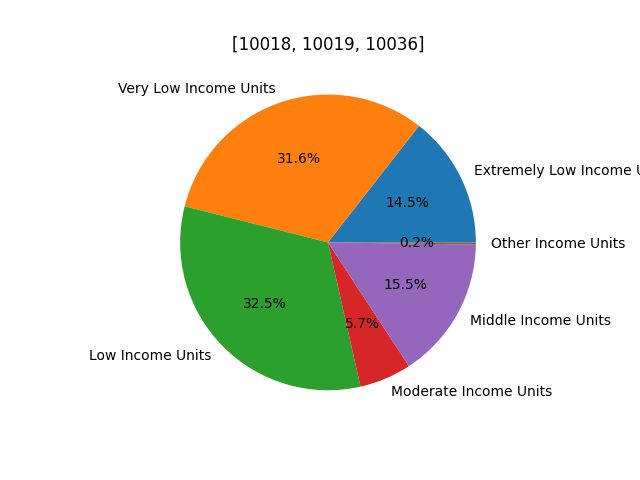 [10018, 10019, 10036]
Very Low Income Units
31.6%
Extremely Low Income U
14.5%
0.2%
Other Income Units
15.5%
32.5%
Middle Income Units
5.7%
Low Income Units
Moderate Income Units